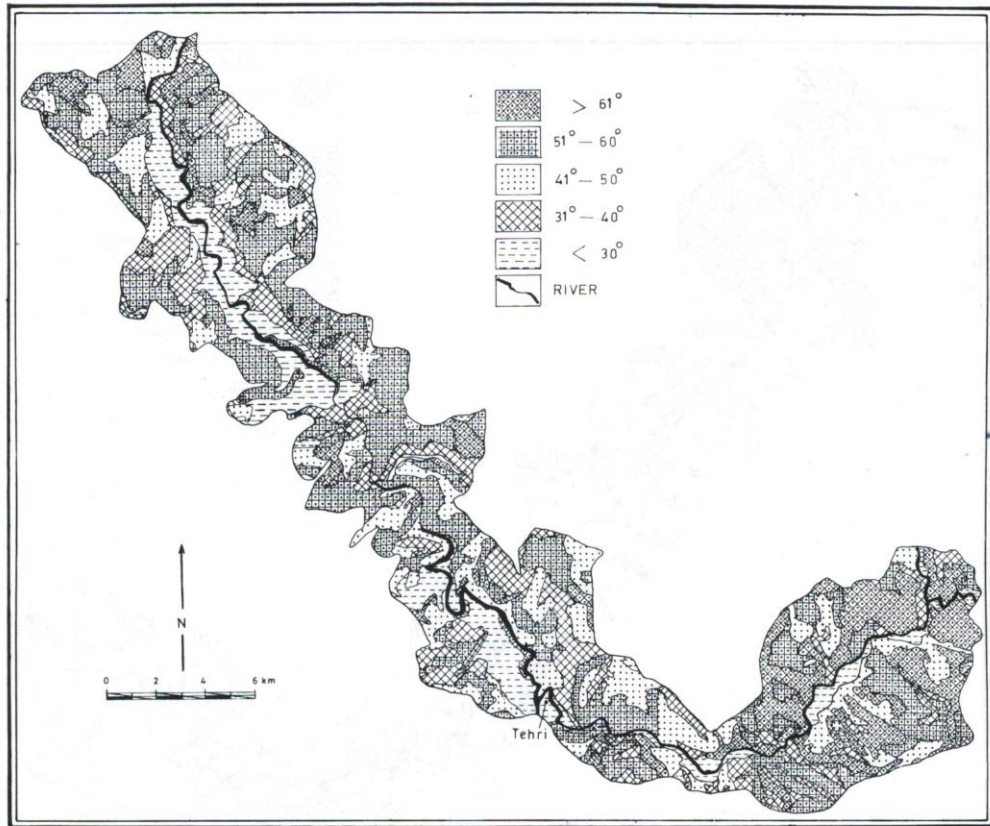 > 61°
51° — 60°
41° — 50°
31° — 40°
< 30°
RIVER
N
0 2 4 6 km
Tehri